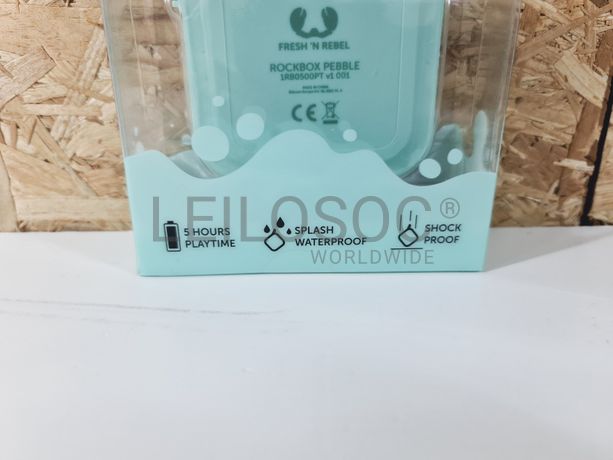 FRESH 'N REBEL
ROCKBOX PEBBLE
1RB0500PT v1 001
CE
LEILOSOC®
WORLDWIDE
5 HOURS
PLAYTIME
SPLASH
WATERPROOF
SHOCK
PROOF